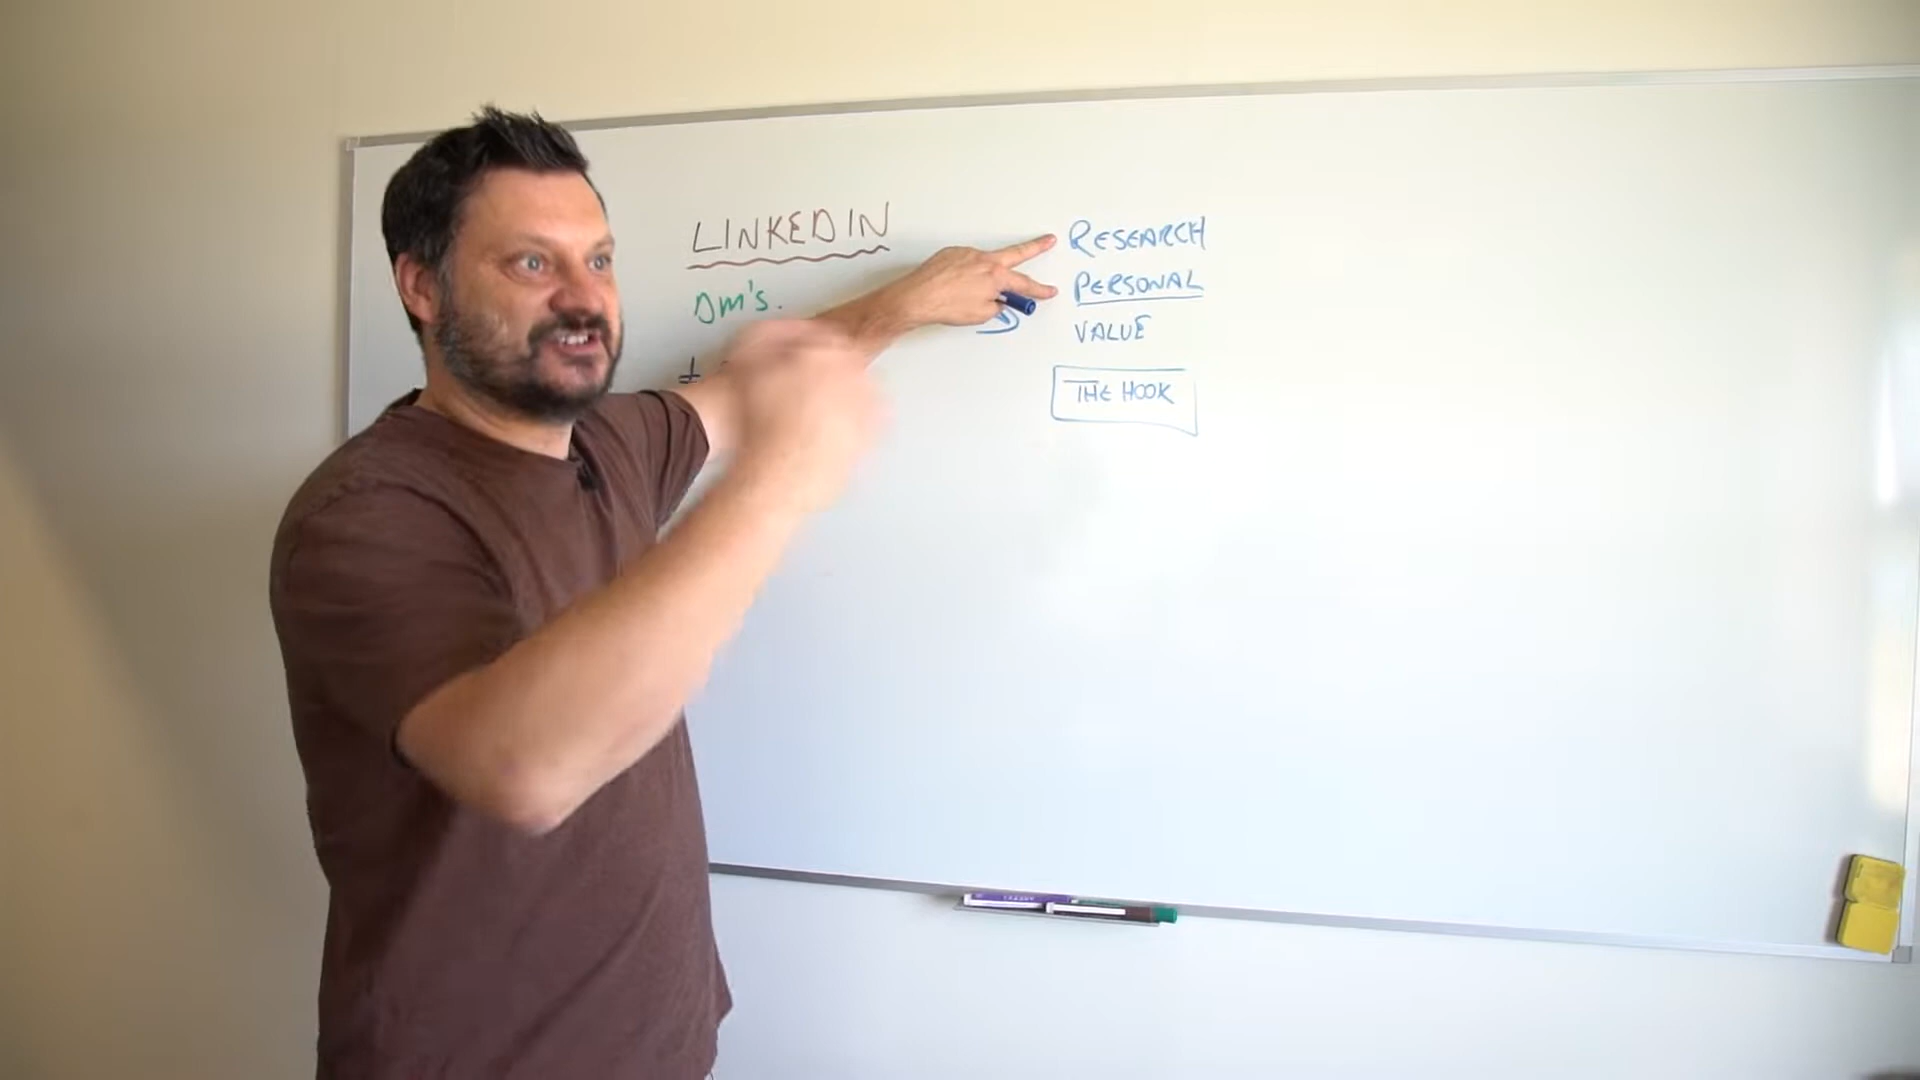 LINKEDIN
DM's.
RESEARCH
PERSONAL
VALUE
THE HOOK